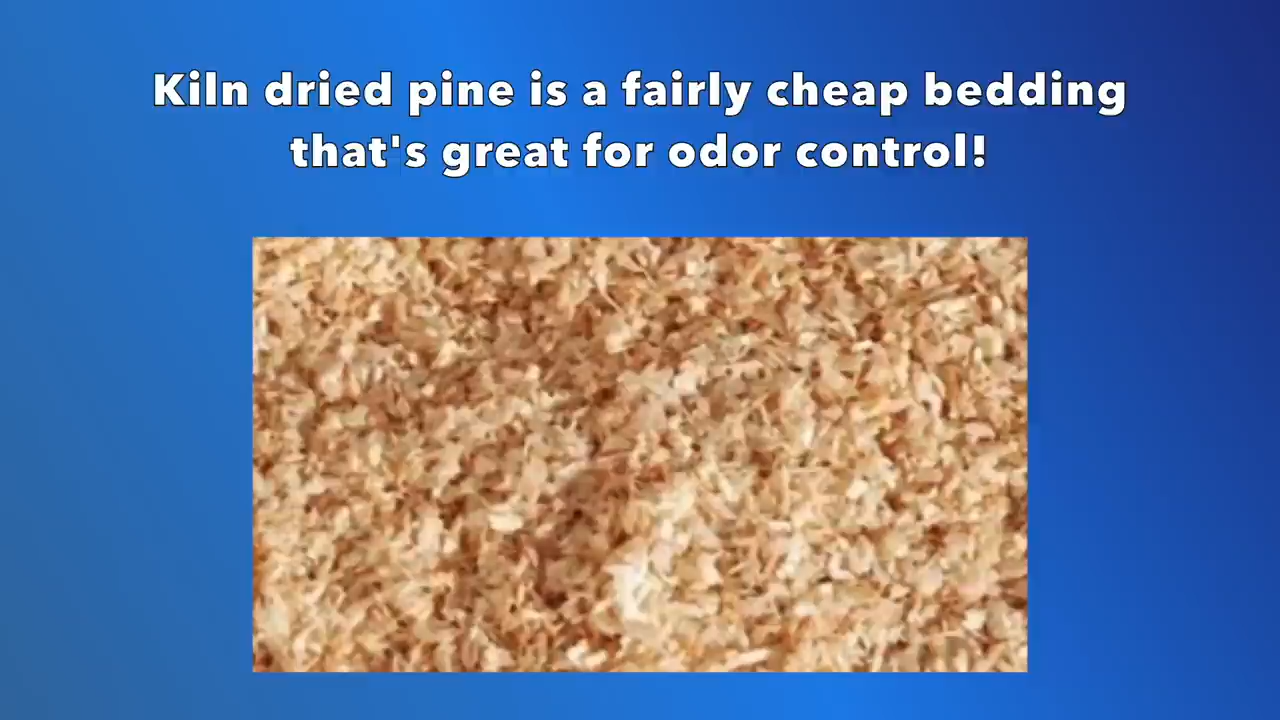 Kiln dried pine is a fairly cheap bedding
that's great for odor control!